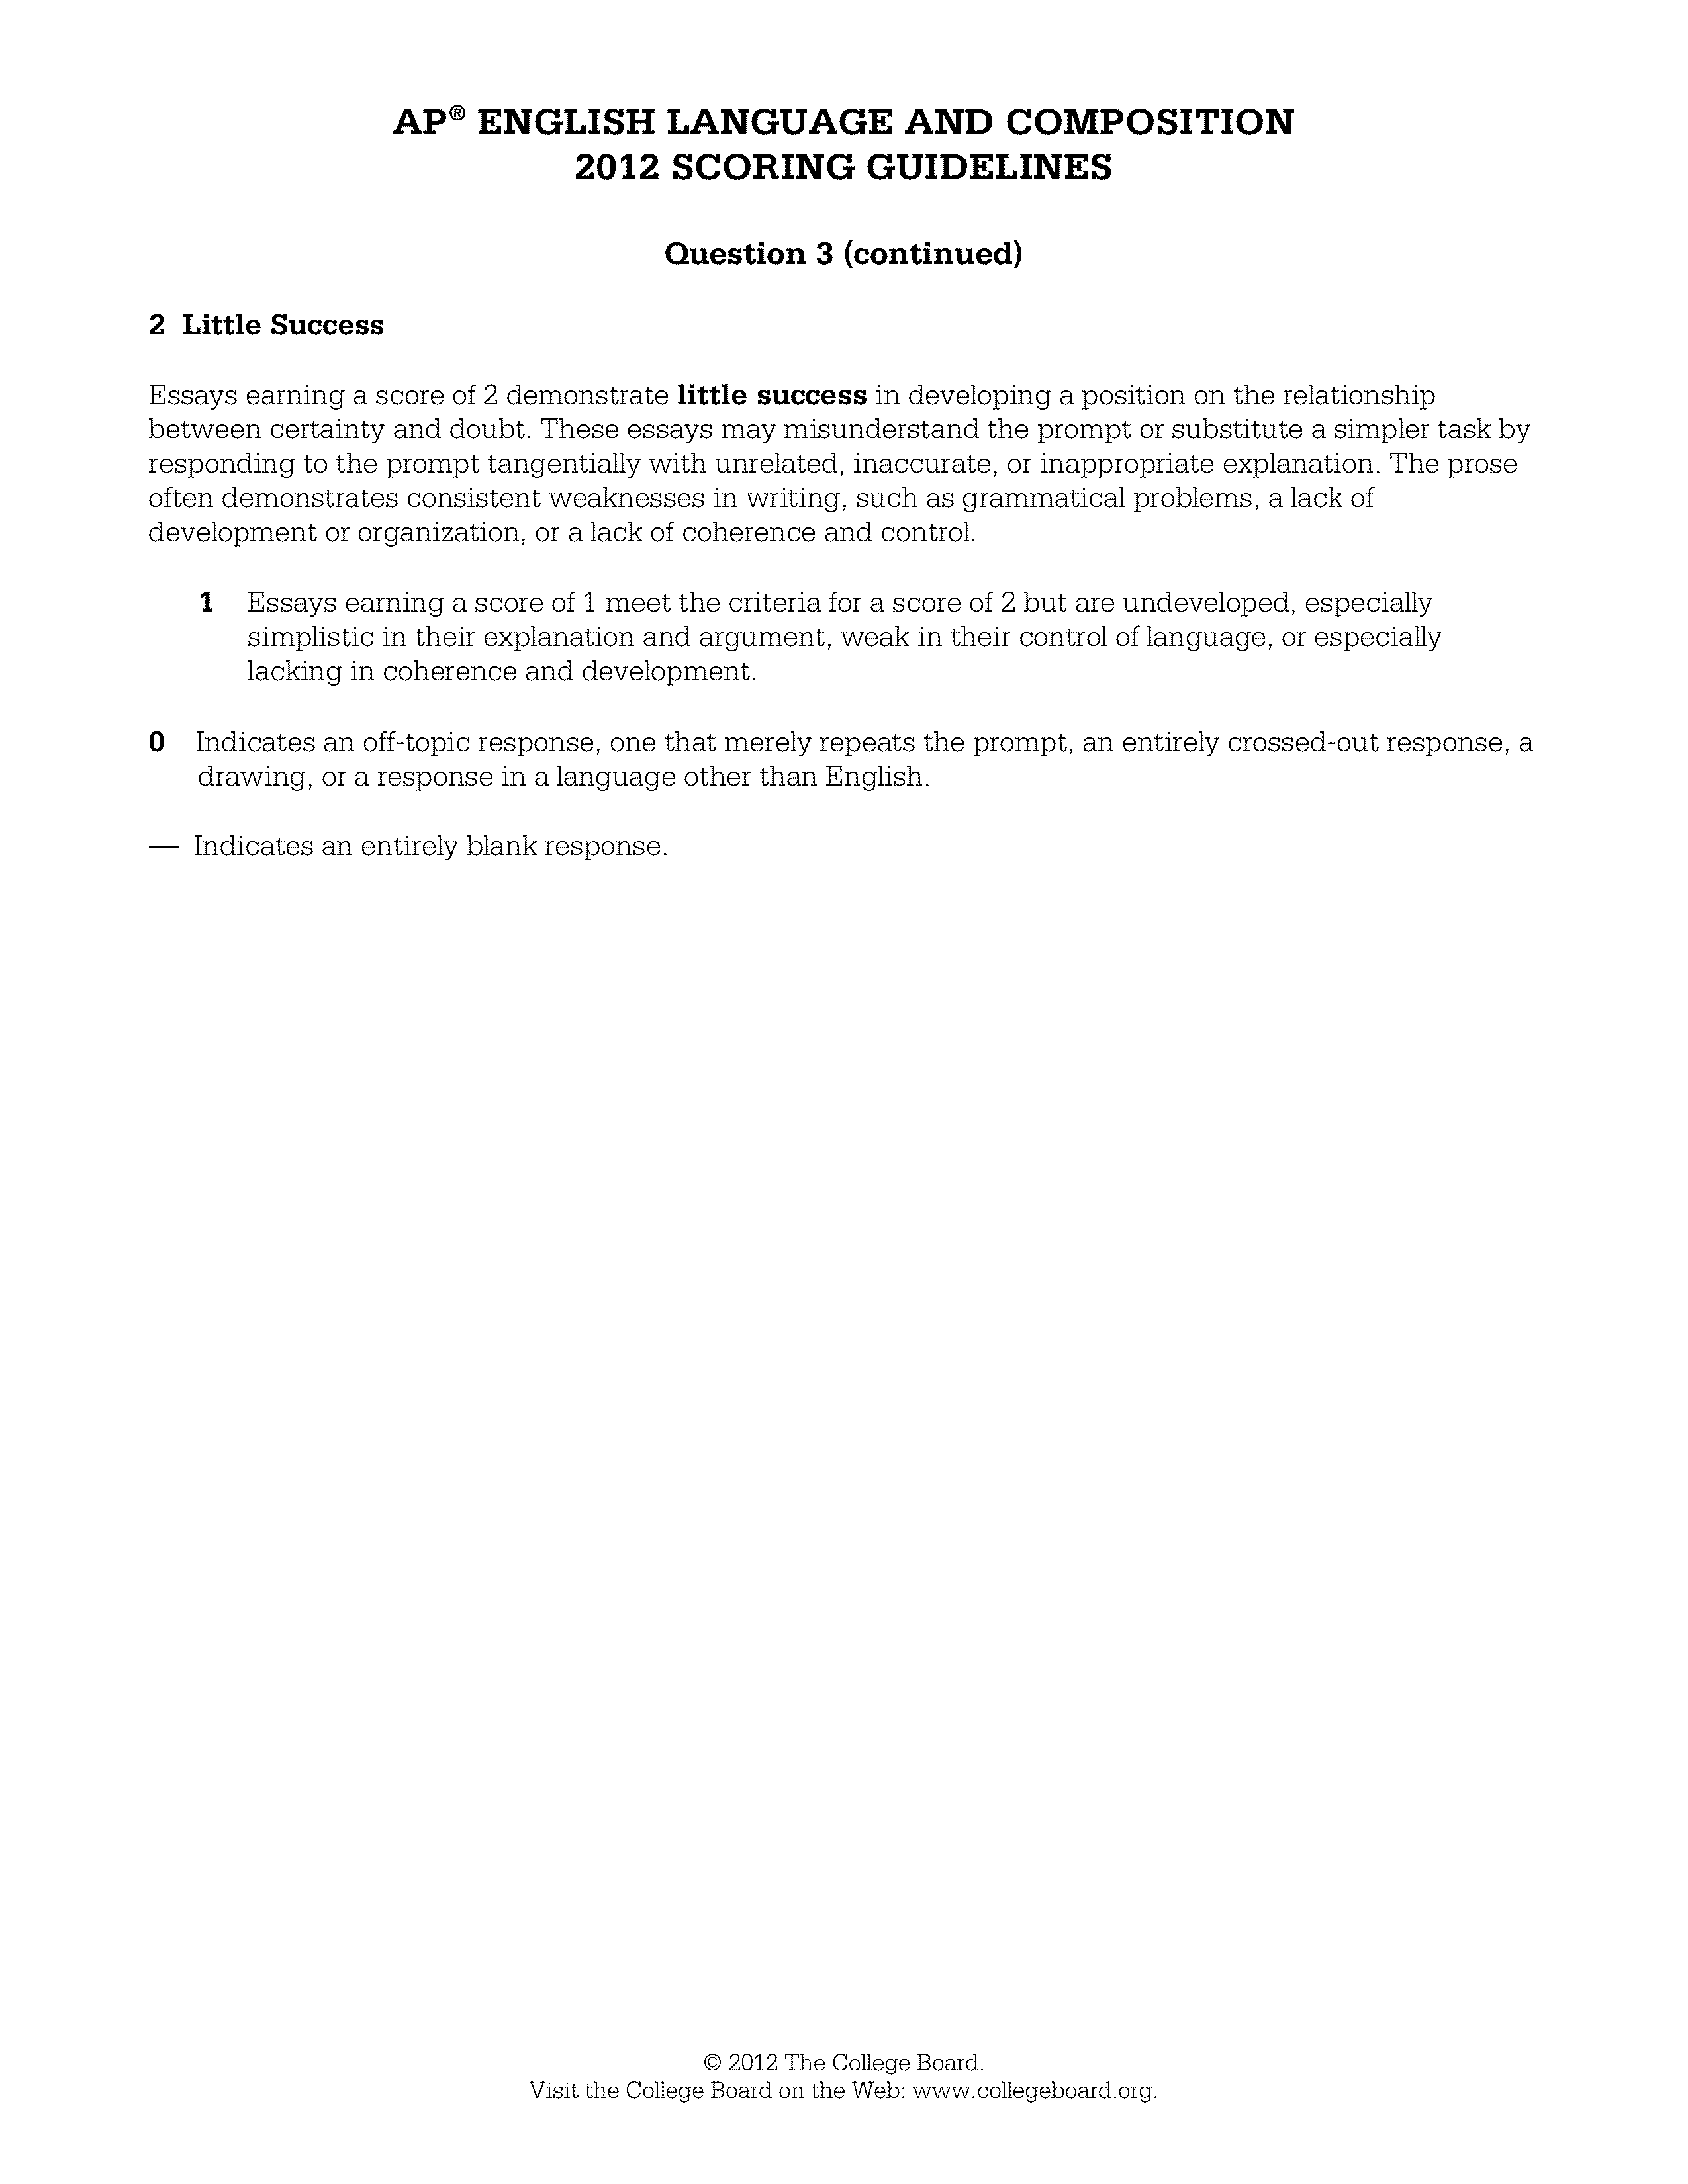 AP® ENGLISH LANGUAGE AND COMPOSITION
2012 SCORING GUIDELINES
Question 3 (continued)
2 Little Success
Essays earning a score of 2 demonstrate little success in developing a position on the relationship
between certainty and doubt. These essays may misunderstand the prompt or substitute a simpler task by
responding to the prompt tangentially with unrelated, inaccurate, or inappropriate explanation. The prose
often demonstrates consistent weaknesses in writing, such as grammatical problems, a lack of
development or organization, or a lack of coherence and control.
1 Essays earning a score of 1 meet the criteria for a score of 2 but are undeveloped, especially
simplistic in their explanation and argument, weak in their control of language, or especially
lacking in coherence and development.
0 Indicates an off-topic response, one that merely repeats the prompt, an entirely crossed-out response, a
drawing, or a response in a language other than English.
— Indicates an entirely blank response.
© 2012 The College Board.
Visit the College Board on the Web: www.collegeboard.org.